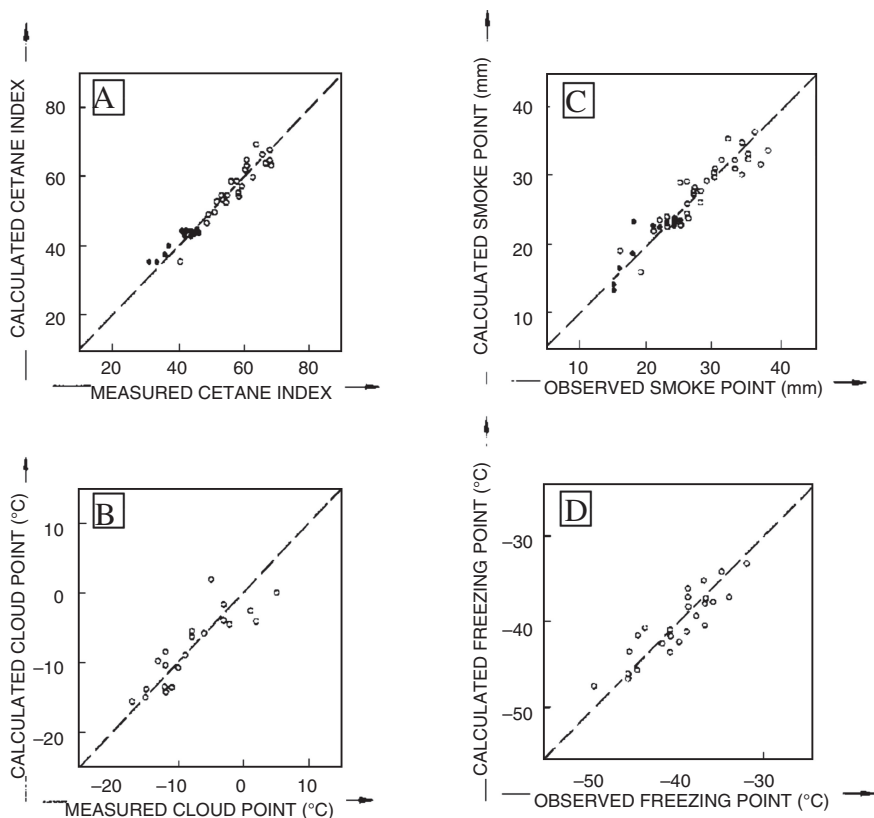 A
CALCULATED CETANE INDEX
80
60
40
20
20 40 60 80
MEASURED CETANE INDEX
C
CALCULATED SMOKE POINT (mm)
40
30
20
10
10 20 30 40
OBSERVED SMOKE POINT (mm)
B
CALCULATED CLOUD POINT (°C)
10
0
−10
−20
−20 −10 0 10
MEASURED CLOUD POINT (°C)
D
CALCULATED FREEZING POINT (°C)
−30
−40
−50
−50 −40 −30
OBSERVED FREEZING POINT (°C)